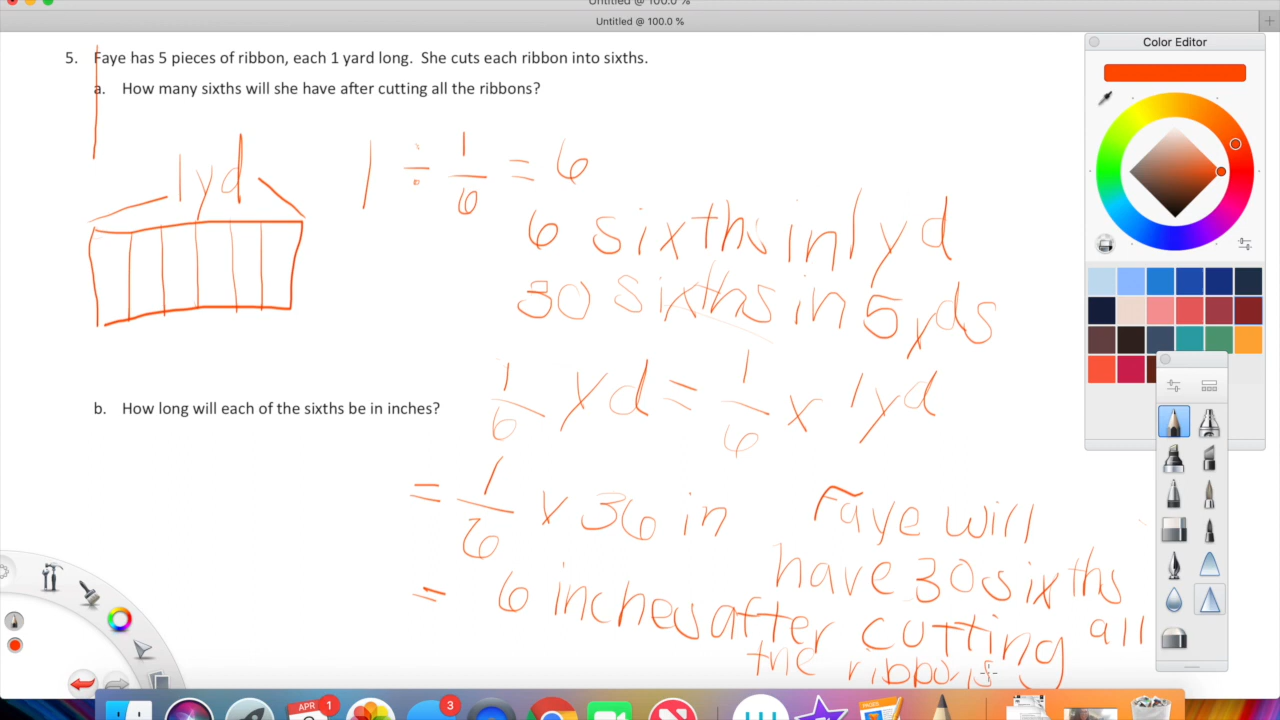 Untitled @ 100.0 %
Untitled @ 100.0 %
Color Editor
5. Faye has 5 pieces of ribbon, each 1 yard long. She cuts each ribbon into sixths.
a. How many sixths will she have after cutting all the ribbons?
1 yd
1 ÷ 1/6 = 6
6 sixths in 1 yd
30 sixths in 5 yds
b. How long will each of the sixths be in inches?
1/6 yd = 1/6 x 1yd
= 1/6 x 36 in
= 6 inches
Faye will
have 30 sixths
after cutting all
the ribbons
APR
1
3
PAGES